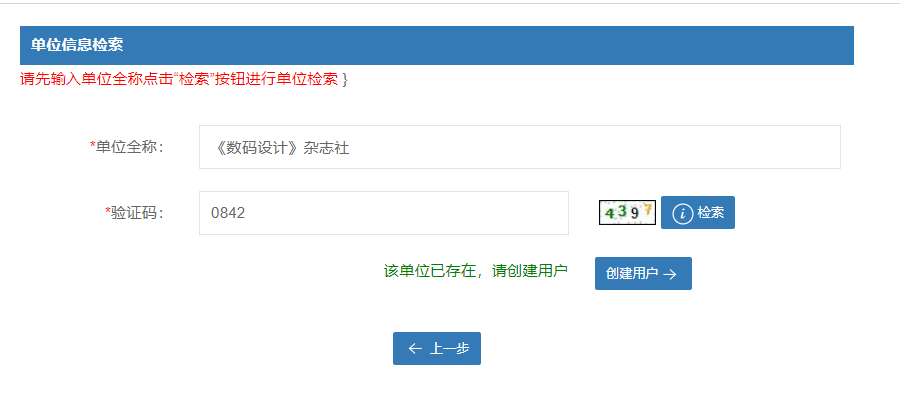 单位信息检索
请先输入单位全称点击“检索”按钮进行单位检索 }
*单位全称： 《数码设计》杂志社
*验证码： 0842 4397 检索
该单位已存在，请创建用户 创建用户→
← 上一步